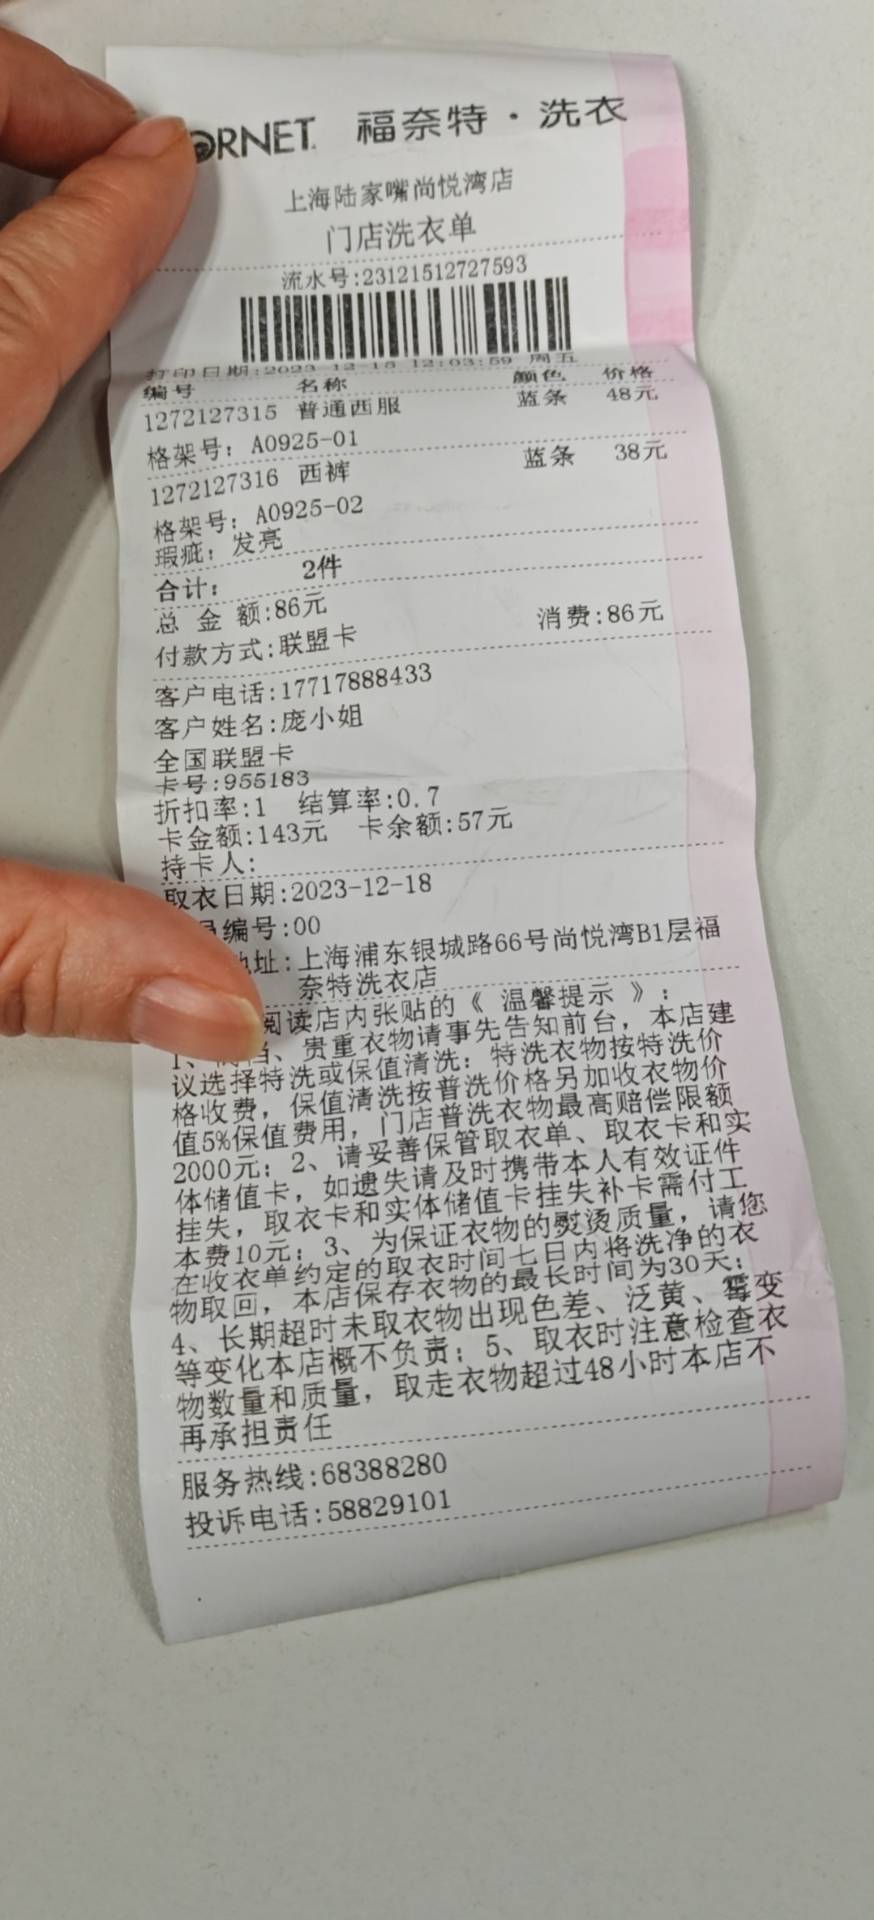 ORNET. 福奈特·洗衣
上海陆家嘴尚悦湾店
门店洗衣单
流水号:23121512727593
打印日期:2023-12-15 12:03:59 周五
编号 名称 颜色 价格
1272127315 普通西服 蓝条 48元
格架号: A0925-01
1272127316 西裤 蓝条 38元
格架号: A0925-02
瑕疵: 发亮
合计: 2件
总 金 额:86元 消费:86元
付款方式:联盟卡
客户电话:17717888433
客户姓名:庞小姐
全国联盟卡
卡号:955183
折扣率:1 结算率:0.7
卡金额:143元 卡余额:57元
持卡人:
取衣日期:2023-12-18
编号:00
地址:上海浦东银城路66号尚悦湾B1层福
奈特洗衣店
阅读店内张贴的《 温馨提示 》:
1、高档、贵重衣物请事先告知前台，本店建
议选择特洗或保值清洗；特洗衣物按特洗价
格收费，保值清洗按普洗价格另加收衣物价
值5%保值费用，门店普洗衣物最高赔偿限额
2000元；2、请妥善保管取衣单、取衣卡和实
体储值卡，如遗失请及时携带本人有效证件
挂失，取衣卡和实体储值卡挂失补卡需付工
本费10元；3、为保证衣物的熨烫质量，请您
在收衣单约定的取衣时间七日内将洗净的衣
物取回，本店保存衣物的最长时间为30天；
4、长期超时未取衣物出现色差、泛黄、霉变
等变化本店概不负责；5、取衣时注意检查衣
物数量和质量，取走衣物超过48小时本店不
再承担责任
服务热线:68388280
投诉电话:58829101